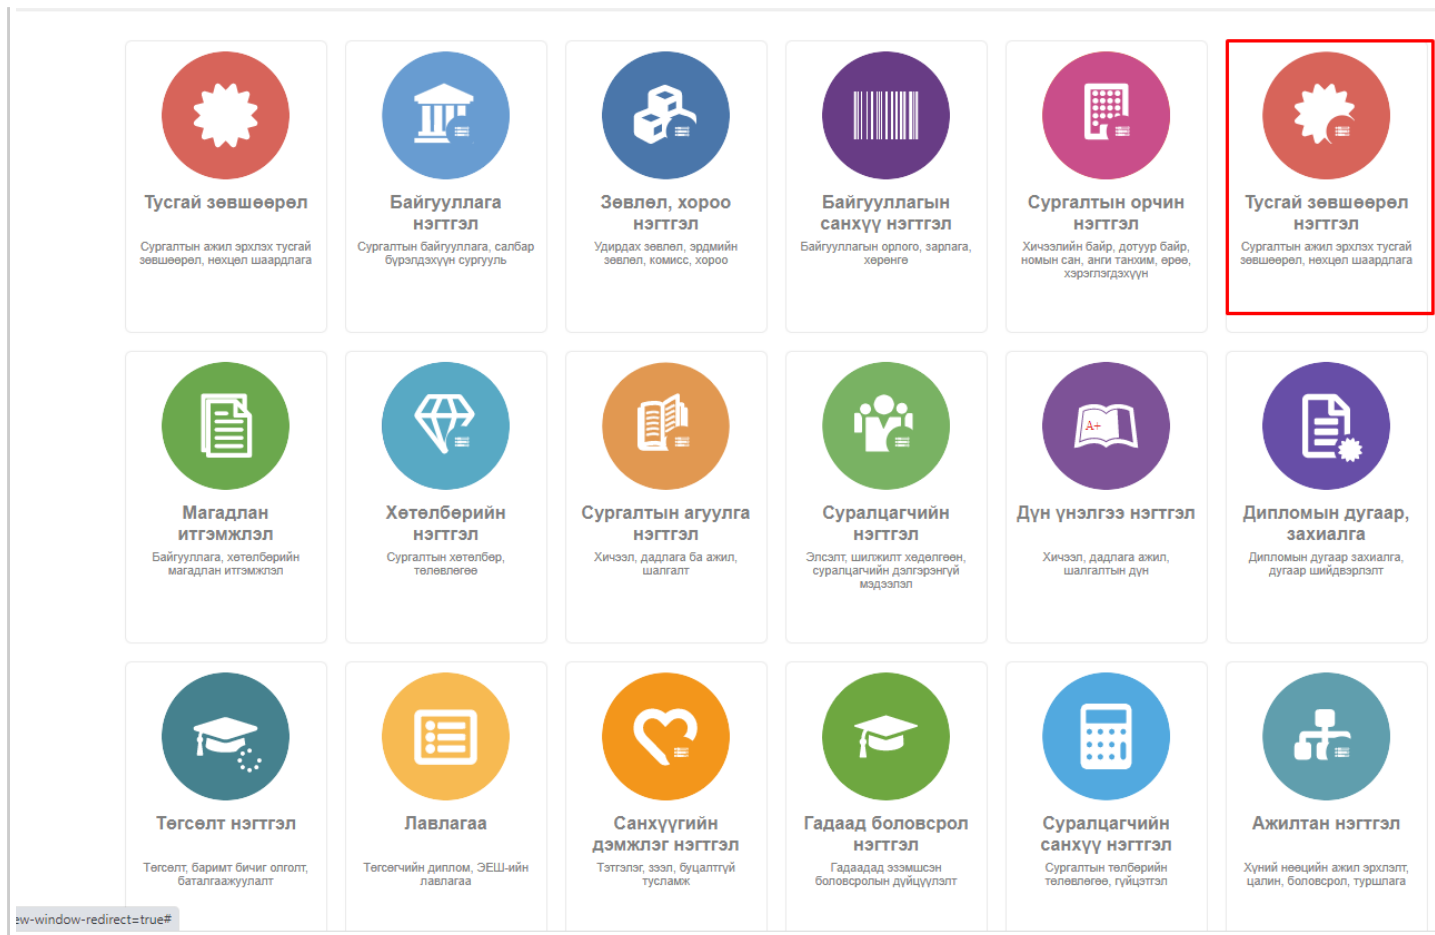 Тусгай зөвшөөрөл
Сургалтын ажил эрхлэх тусгай
зөвшөөрөл, нөхцөл шаардлага
Байгууллага
нэгтгэл
Сургалтын байгууллага, салбар
бүрэлдэхүүн сургууль
Зөвлөл, хороо
нэгтгэл
Удирдах зөвлөл, эрдмийн
зөвлөл, комисс, хороо
Байгууллагын
санхүү нэгтгэл
Байгууллагын орлого, зарлага,
хөрөнгө
Сургалтын орчин
нэгтгэл
Хичээлийн байр, дотуур байр,
номын сан, анги танхим, өрөө,
хэрэглэгдэхүүн
Тусгай зөвшөөрөл
нэгтгэл
Сургалтын ажил эрхлэх тусгай
зөвшөөрөл, нөхцөл шаардлага
Магадлан
итгэмжлэл
Байгууллага, хөтөлбөрийн
магадлан итгэмжлэл
Хөтөлбөрийн
нэгтгэл
Сургалтын хөтөлбөр,
төлөвлөгөө
Сургалтын агуулга
нэгтгэл
Хичээл, дадлага ба ажил,
шалгалт
Суралцагчийн
нэгтгэл
Элсэлт, шилжилт хөдөлгөөн,
суралцагчийн дэлгэрэнгүй
мэдээлэл
A+
Дүн үнэлгээ нэгтгэл
Хичээл, дадлага ажил,
шалгалтын дүн
Дипломын дугаар,
захиалга
Дипломын дугаар захиалга,
дугаар шийдвэрлэлт
Төгсөлт нэгтгэл
Төгсөлт, баримт бичиг олголт,
баталгаажуулалт
Лавлагаа
Төгсөгчийн диплом, ЭЕШ-ийн
лавлагаа
Санхүүгийн
дэмжлэг нэгтгэл
Тэтгэлэг, зээл, буцалтгүй
тусламж
Гадаад боловсрол
нэгтгэл
Гадаадад эзэмшсэн
боловсролын дүйцүүлэлт
Суралцагчийн
санхүү нэгтгэл
Сургалтын төлбөрийн
төлөвлөгөө, гүйцэтгэл
Ажилтан нэгтгэл
Хүний нөөцийн ажил эрхлэлт,
цалин, боловсрол, туршлага
ew-window-redirect=true#